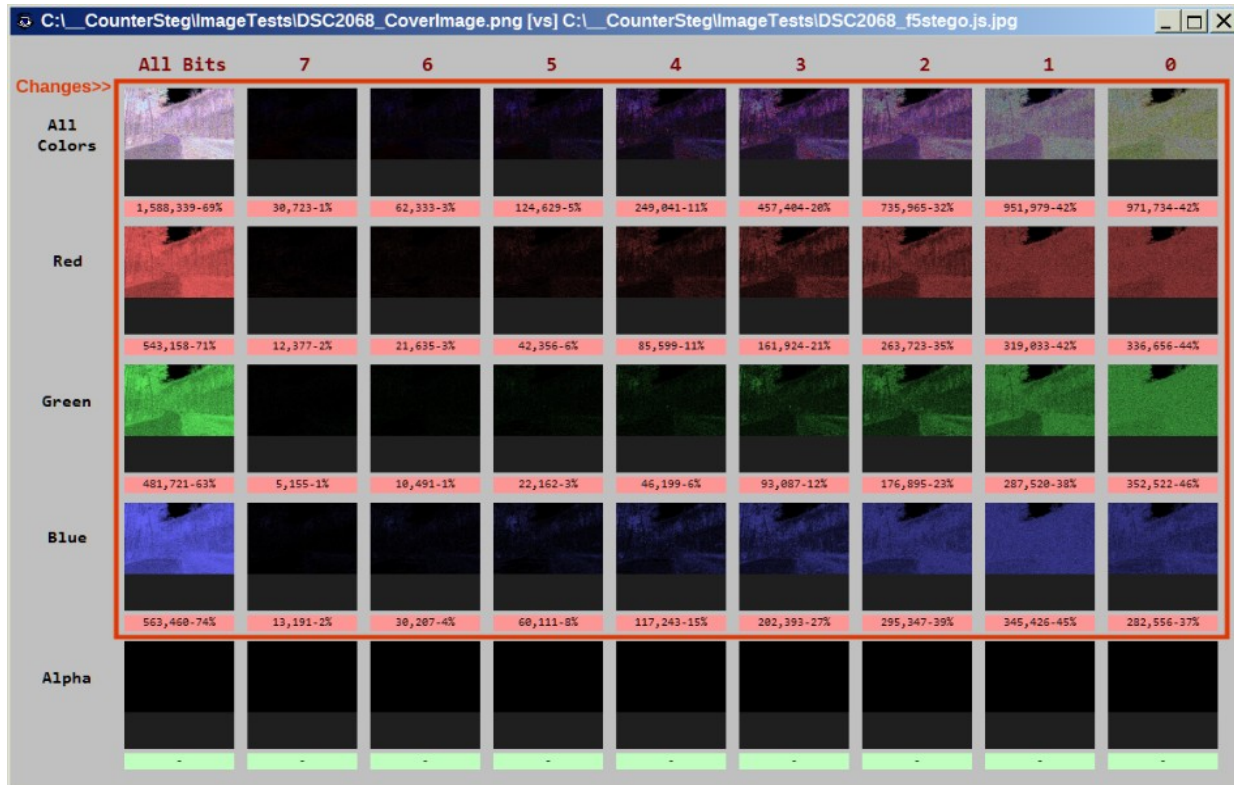 C:\__CounterSteg\ImageTests\DSC2068_CoverImage.png [vs] C:\__CounterSteg\ImageTests\DSC2068_f5stego.js.jpg
All Bits 7 6 5 4 3 2 1 0
Changes>>
All
Colors
1,588,339-69% 30,723-1% 62,333-3% 124,629-5% 249,041-11% 457,404-20% 735,965-32% 951,979-42% 971,734-42%
Red
543,158-71% 12,377-2% 21,635-3% 42,356-6% 85,599-11% 161,924-21% 263,723-35% 319,033-42% 336,656-44%
Green
481,721-63% 5,155-1% 10,491-1% 22,162-3% 46,199-6% 93,087-12% 176,895-23% 287,520-38% 352,522-46%
Blue
563,460-74% 13,191-2% 30,207-4% 60,111-8% 117,243-15% 202,393-27% 295,347-39% 345,426-45% 282,556-37%
Alpha
- - - - - - - - -